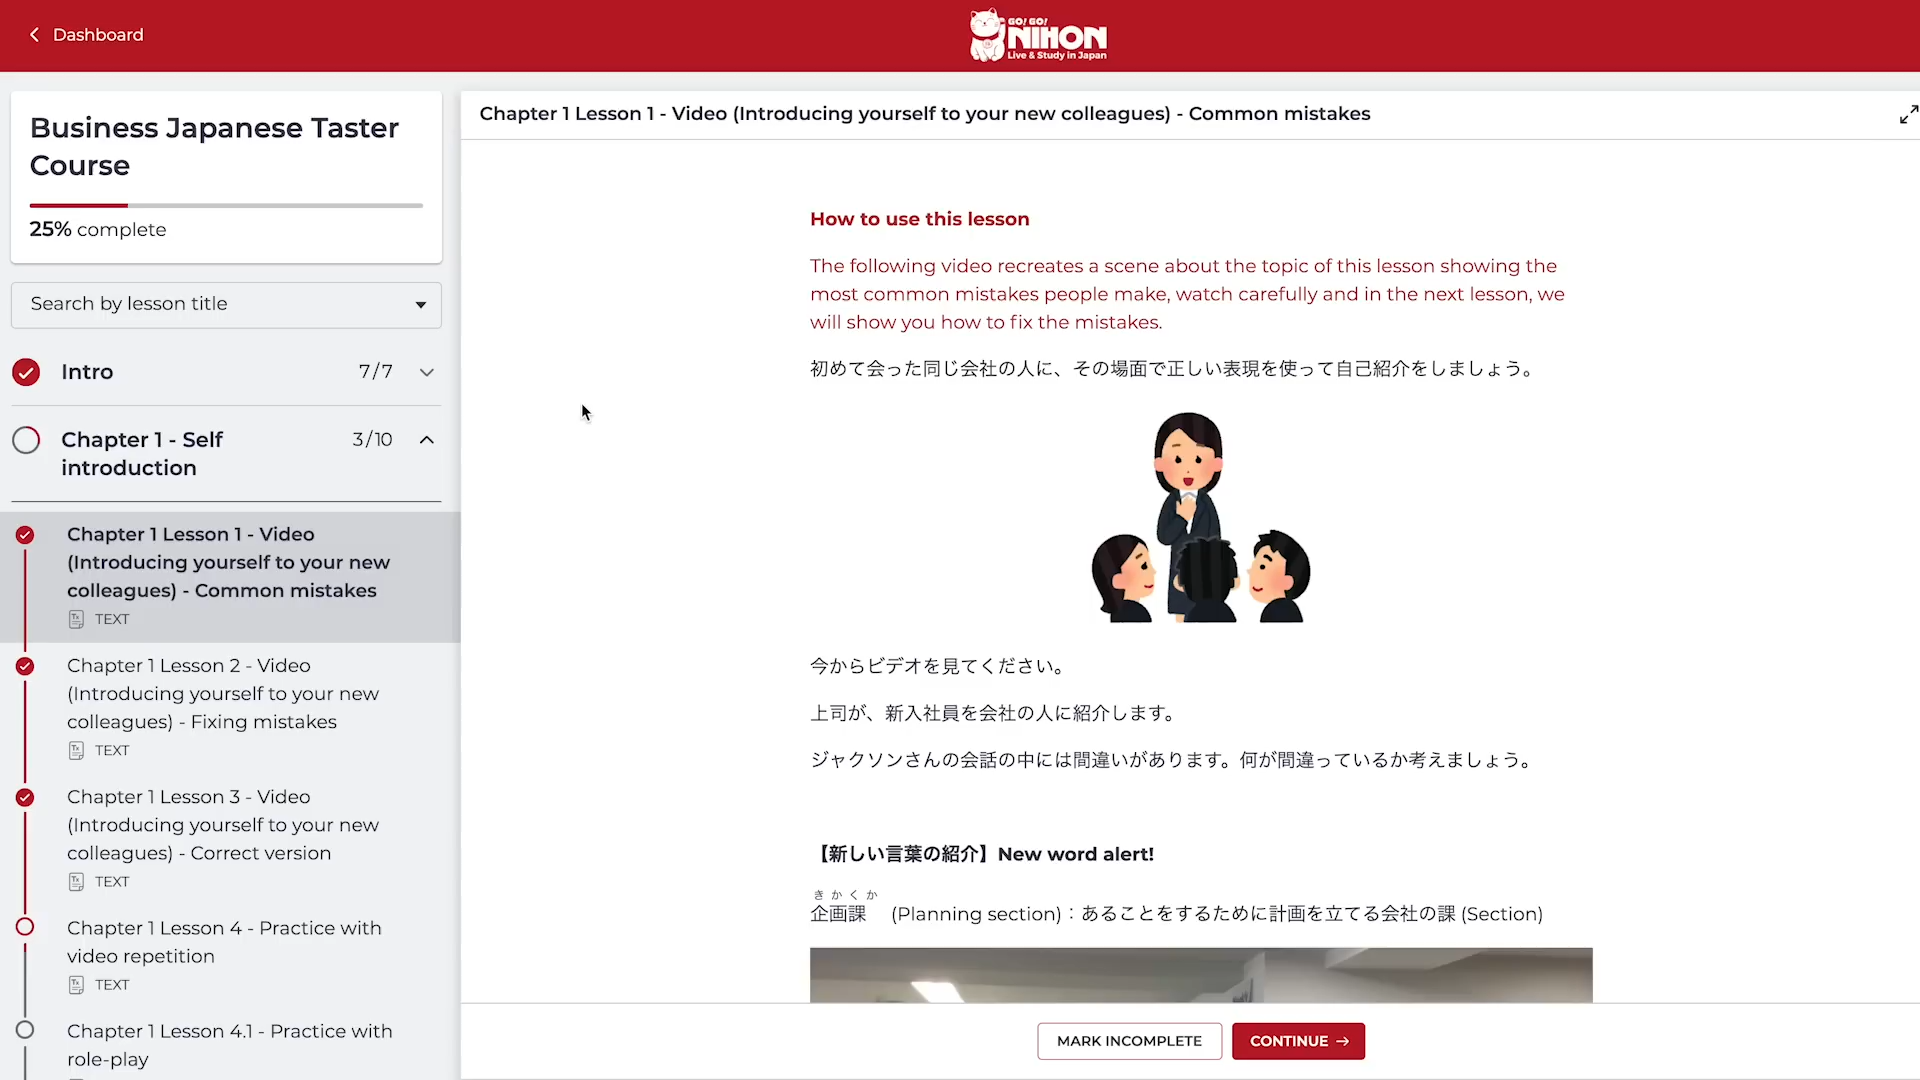 Dashboard
GO! GO!
NIHON
Live & Study in Japan
Business Japanese Taster
Course
25% complete
Search by lesson title
Intro 7/7
Chapter 1 - Self 3/10
introduction
Chapter 1 Lesson 1 - Video
(Introducing yourself to your new
colleagues) - Common mistakes
TEXT
Chapter 1 Lesson 2 - Video
(Introducing yourself to your new
colleagues) - Fixing mistakes
TEXT
Chapter 1 Lesson 3 - Video
(Introducing yourself to your new
colleagues) - Correct version
TEXT
Chapter 1 Lesson 4 - Practice with
video repetition
TEXT
Chapter 1 Lesson 4.1 - Practice with
role-play
Chapter 1 Lesson 1 - Video (Introducing yourself to your new colleagues) - Common mistakes
How to use this lesson
The following video recreates a scene about the topic of this lesson showing the
most common mistakes people make, watch carefully and in the next lesson, we
will show you how to fix the mistakes.
初めて会った同じ会社の人に、その場面で正しい表現を使って自己紹介をしましょう。
今からビデオを見てください。
上司が、新入社員を会社の人に紹介します。
ジャクソンさんの会話の中には間違いがあります。何が間違っているか考えましょう。
【新しい言葉の紹介】New word alert!
きかくか
企画課 (Planning section)：あることをするために計画を立てる会社の課 (Section)
MARK INCOMPLETE
CONTINUE →